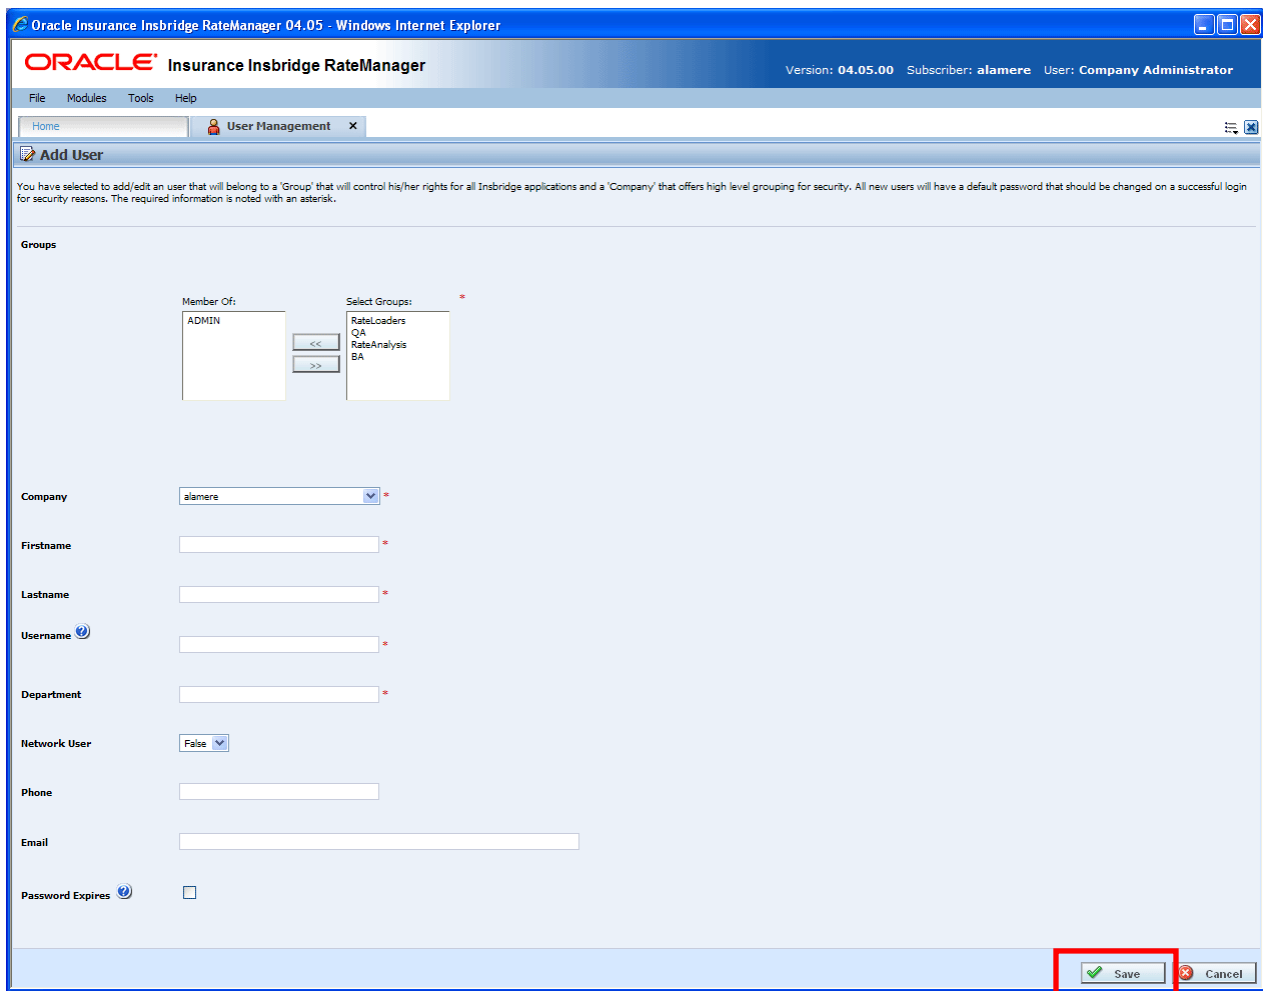 Oracle Insurance Insbridge RateManager 04.05 - Windows Internet Explorer
ORACLE Insurance Insbridge RateManager
Version: 04.05.00 Subscriber: alamere User: Company Administrator
File Modules Tools Help
Home User Management x
Add User
You have selected to add/edit an user that will belong to a 'Group' that will control his/her rights for all Insbridge applications and a 'Company' that offers high level grouping for security. All new users will have a default password that should be changed on a successful login
for security reasons. The required information is noted with an asterisk.
Groups
Member Of: Select Groups: *
ADMIN
RateLoaders
QA
RateAnalysis
BA
<<
>>
Company alamere *
Firstname *
Lastname *
Username ? *
Department *
Network User False
Phone
Email
Password Expires ?
Save Cancel